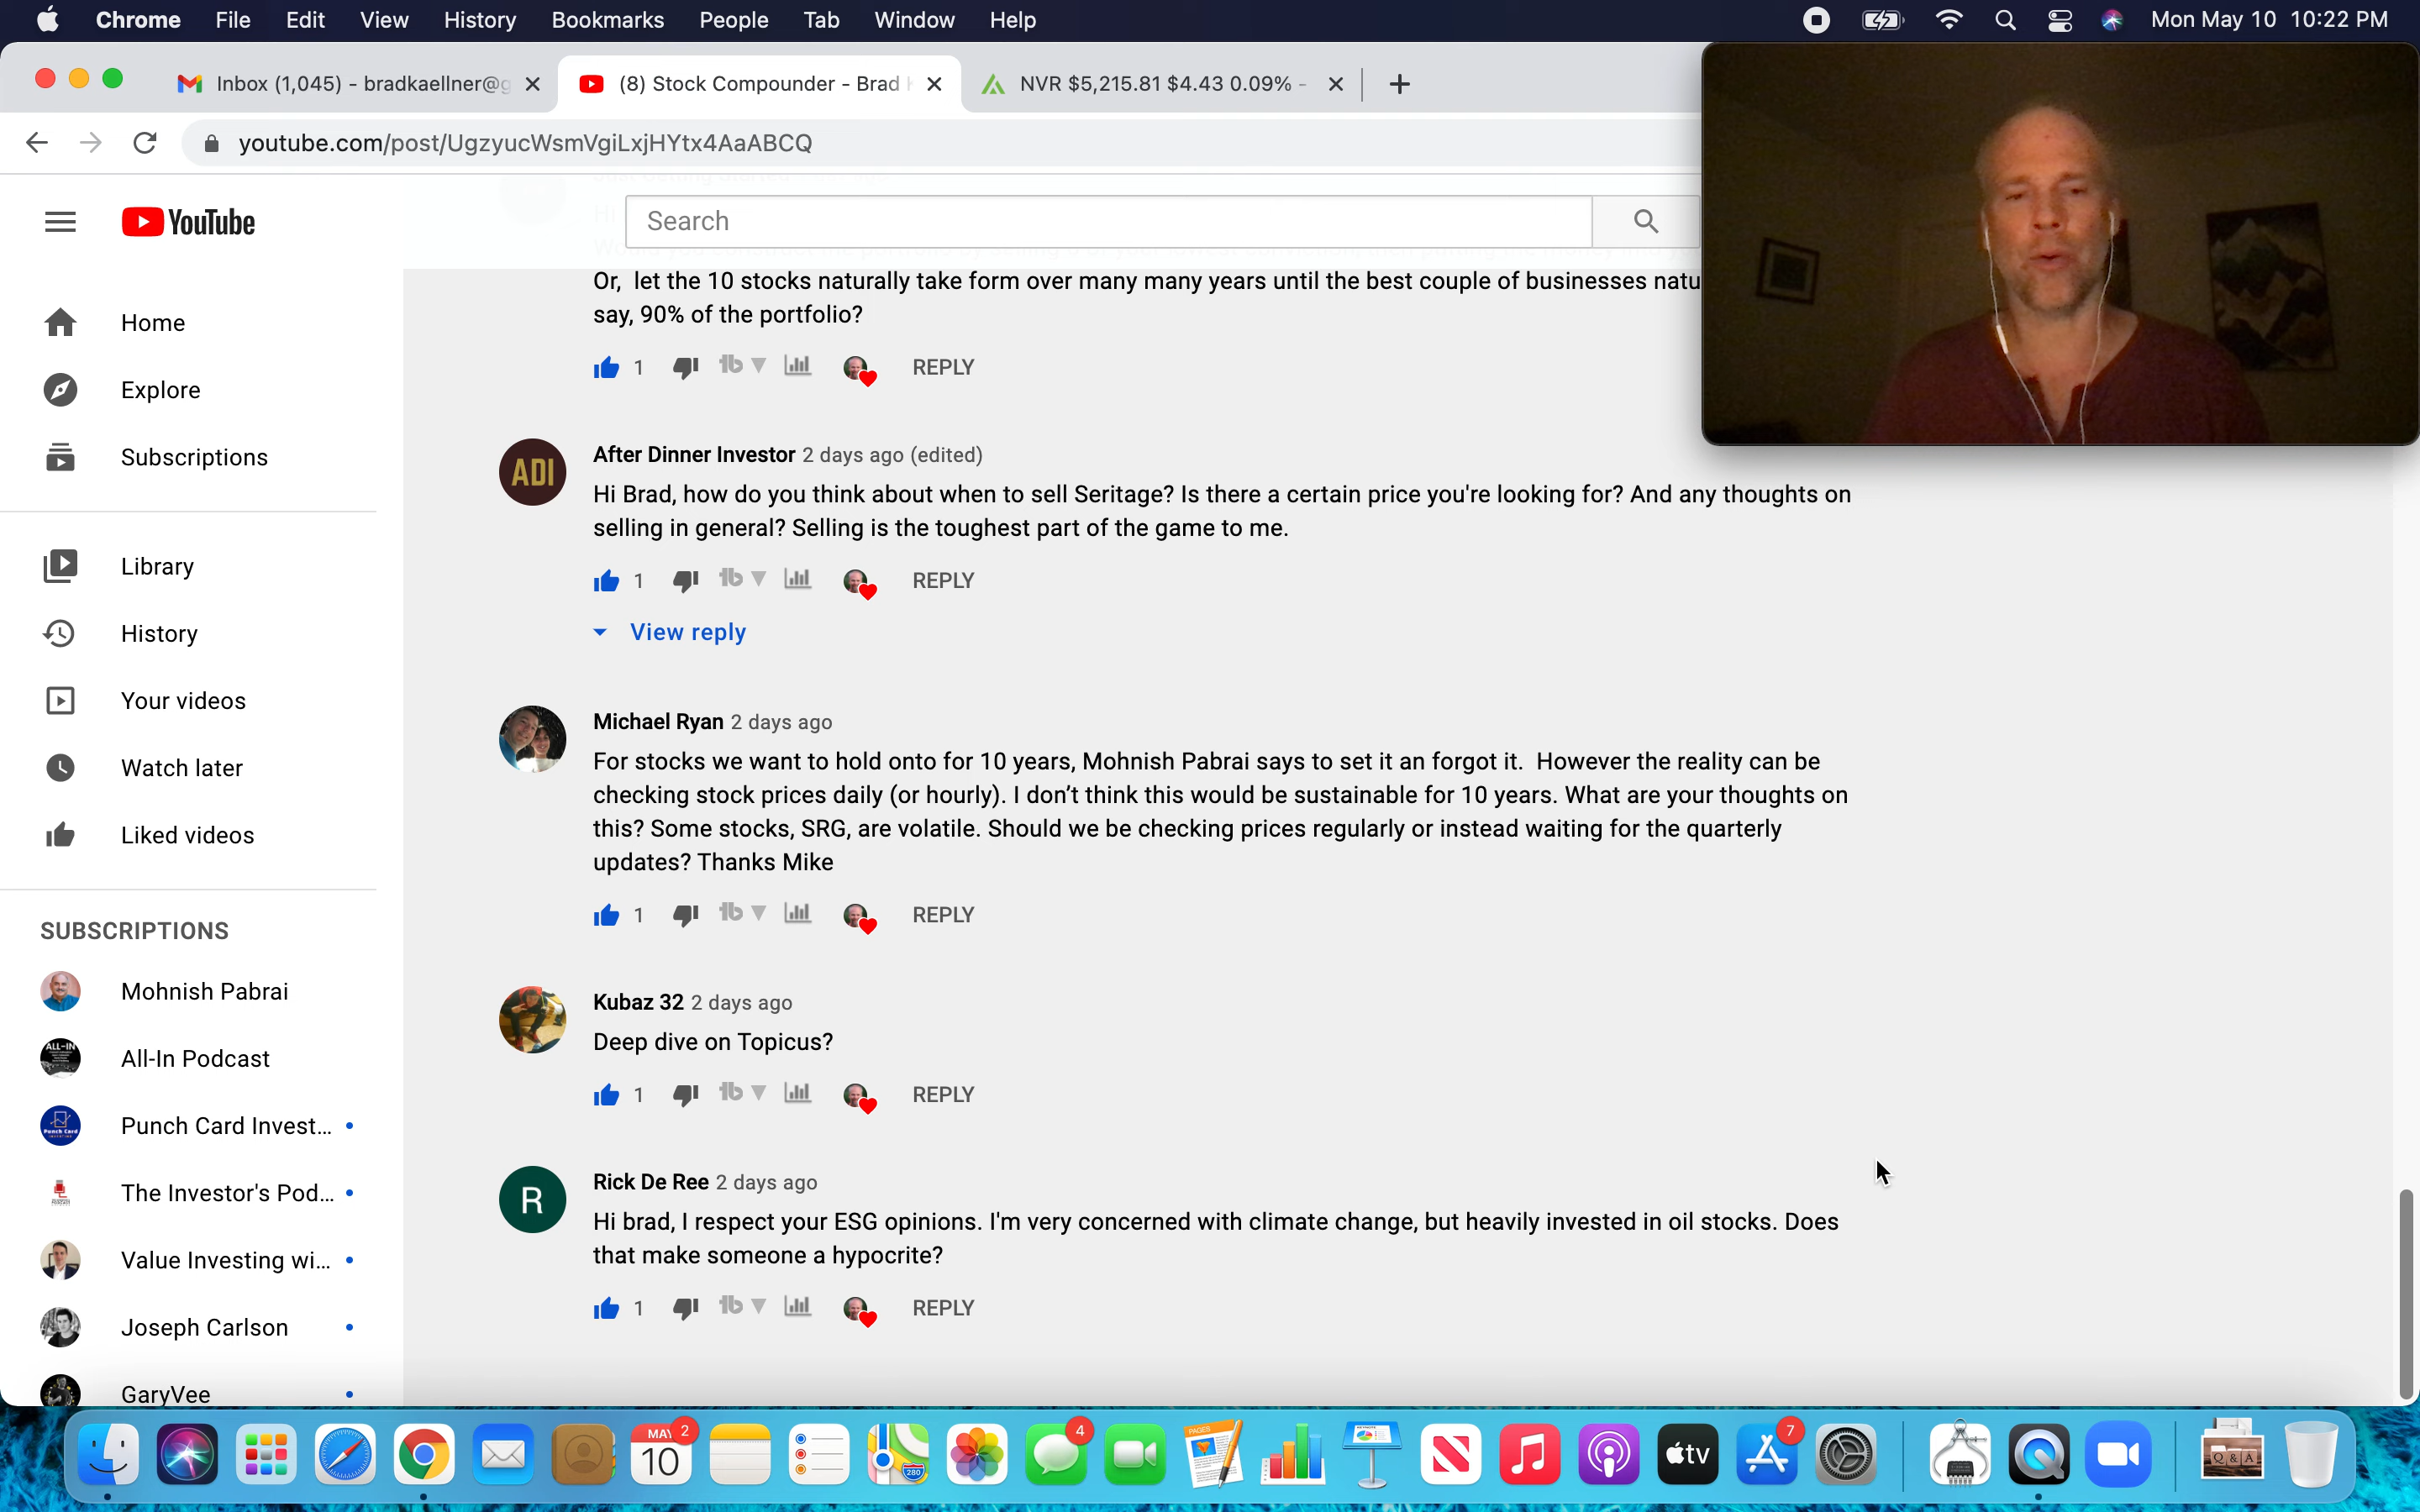 Chrome File Edit View History Bookmarks People Tab Window Help Mon May 10 10:22 PM
Inbox (1,045) - bradkaellner@g (8) Stock Compounder - Brad NVR $5,215.81 $4.43 0.09% -
youtube.com/post/UgzyucWsmVgiLxjHYtx4AaABCQ
YouTube
Search
Home
Explore
Subscriptions
Library
History
Your videos
Watch later
Liked videos
SUBSCRIPTIONS
Mohnish Pabrai
ALL-IN
All-In Podcast
Punch Card
Punch Card Invest...
The Investor's Pod...
Value Investing wi...
Joseph Carlson
GaryVee
Or, let the 10 stocks naturally take form over many many years until the best couple of businesses natu
say, 90% of the portfolio?
1 REPLY
ADI
After Dinner Investor 2 days ago (edited)
Hi Brad, how do you think about when to sell Seritage? Is there a certain price you're looking for? And any thoughts on
selling in general? Selling is the toughest part of the game to me.
1 REPLY
View reply
Michael Ryan 2 days ago
For stocks we want to hold onto for 10 years, Mohnish Pabrai says to set it an forgot it. However the reality can be
checking stock prices daily (or hourly). I don't think this would be sustainable for 10 years. What are your thoughts on
this? Some stocks, SRG, are volatile. Should we be checking prices regularly or instead waiting for the quarterly
updates? Thanks Mike
1 REPLY
Kubaz 32 2 days ago
Deep dive on Topicus?
1 REPLY
R
Rick De Ree 2 days ago
Hi brad, I respect your ESG opinions. I'm very concerned with climate change, but heavily invested in oil stocks. Does
that make someone a hypocrite?
1 REPLY
MAY 2
10
280
4
PAGES
tv
7
Q & A